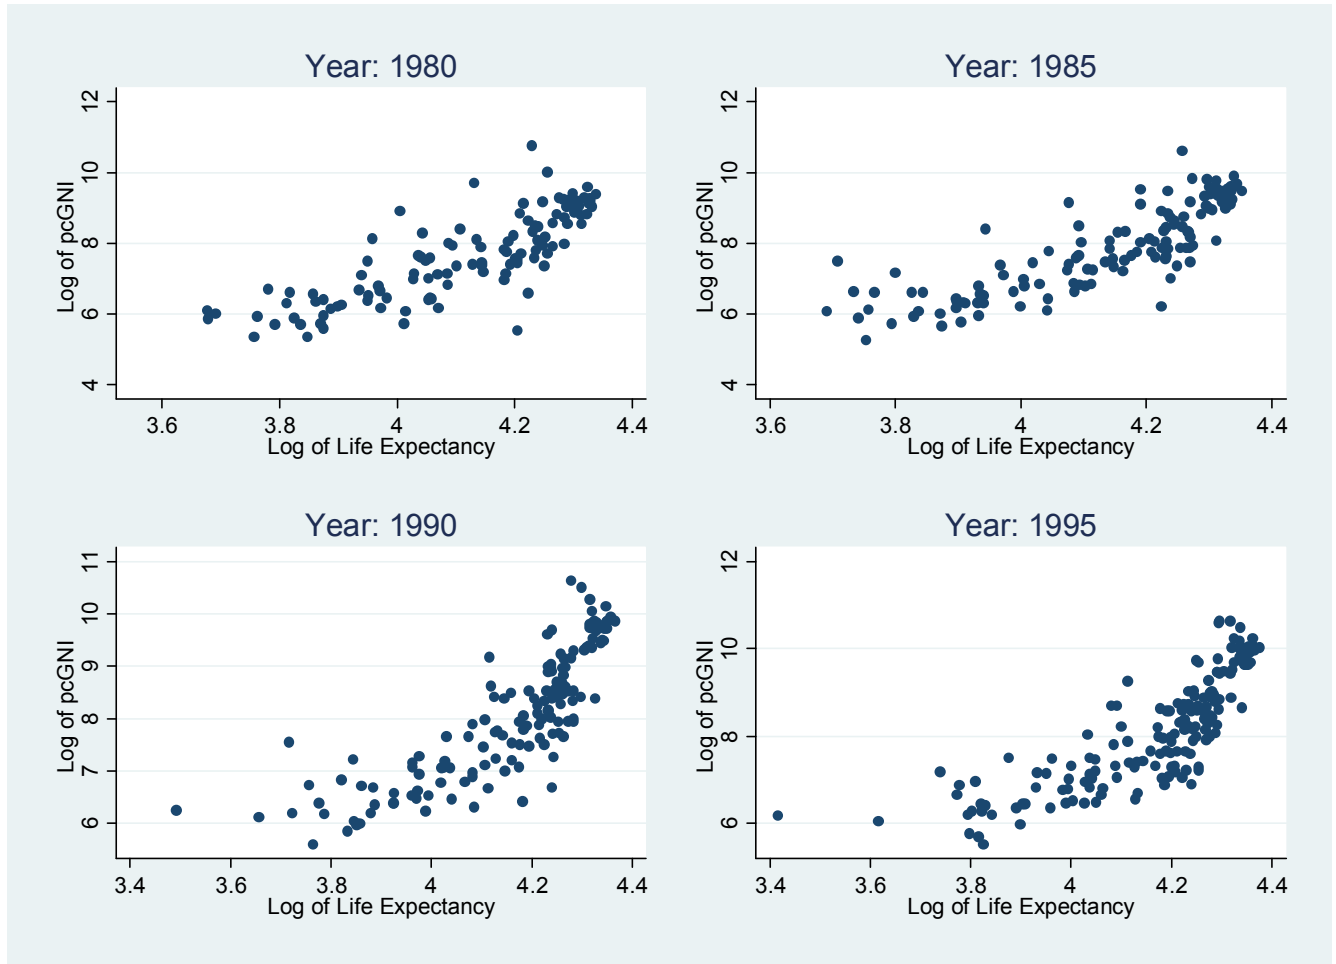 Year: 1980
Log of pcGNI
12
10
8
6
4
3.6 3.8 4 4.2 4.4
Log of Life Expectancy
Year: 1985
Log of pcGNI
12
10
8
6
4
3.6 3.8 4 4.2 4.4
Log of Life Expectancy
Year: 1990
Log of pcGNI
11
10
9
8
7
6
3.4 3.6 3.8 4 4.2 4.4
Log of Life Expectancy
Year: 1995
Log of pcGNI
12
10
8
6
3.4 3.6 3.8 4 4.2 4.4
Log of Life Expectancy